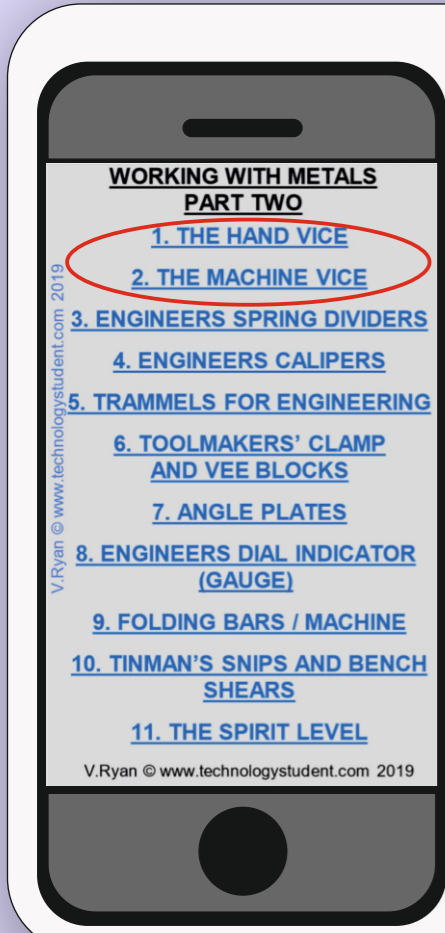 WORKING WITH METALS
PART TWO
1. THE HAND VICE
2. THE MACHINE VICE
3. ENGINEERS SPRING DIVIDERS
4. ENGINEERS CALIPERS
5. TRAMMELS FOR ENGINEERING
6. TOOLMAKERS’ CLAMP
AND VEE BLOCKS
7. ANGLE PLATES
8. ENGINEERS DIAL INDICATOR
(GAUGE)
9. FOLDING BARS / MACHINE
10. TINMAN’S SNIPS AND BENCH
SHEARS
11. THE SPIRIT LEVEL
V.Ryan © www.technologystudent.com 2019
V.Ryan © www.technologystudent.com 2019